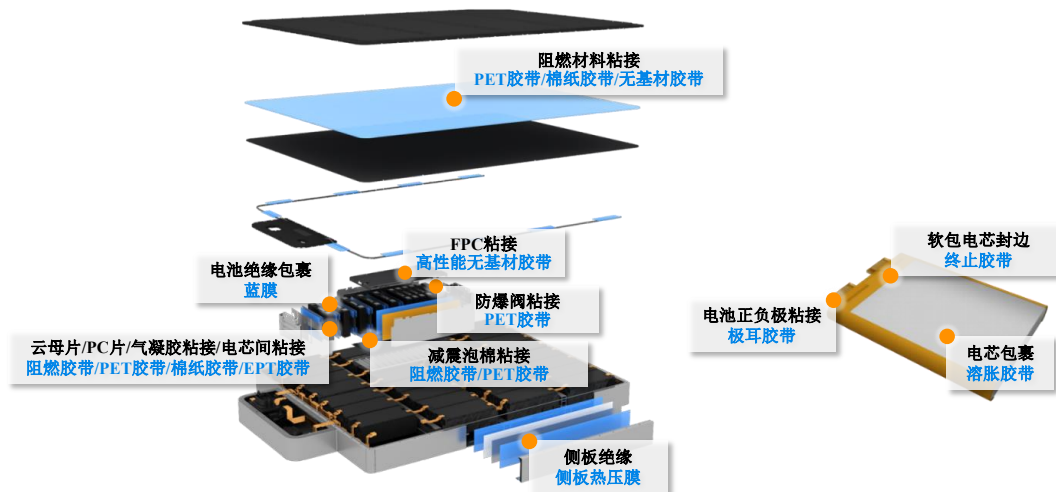 阻燃材料粘接
PET胶带/棉纸胶带/无基材胶带
FPC粘接
高性能无基材胶带
电池绝缘包裹
蓝膜
防爆阀粘接
PET胶带
云母片/PC片/气凝胶粘接/电芯间粘接
阻燃胶带/PET胶带/棉纸胶带/EPT胶带
减震泡棉粘接
阻燃胶带/PET胶带
侧板绝缘
侧板热压膜
软包电芯封边
终止胶带
电池正负极粘接
极耳胶带
电芯包裹
溶胀胶带